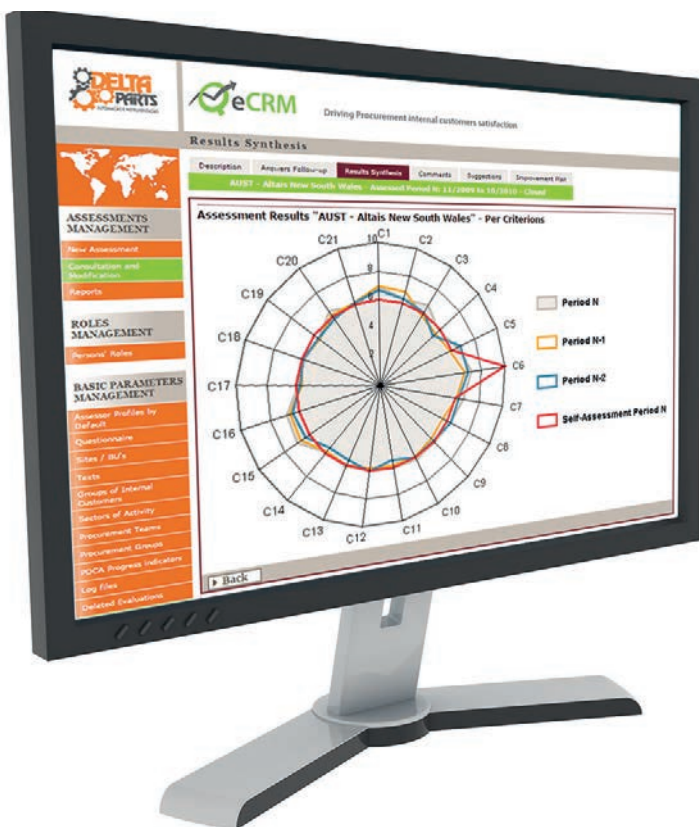 DELTA
PARTS
eCRM
Driving Procurement internal customers satisfaction
Results Synthesis
Description
Answers Follow-up
Results Synthesis
Comments
Suggestions
Improvement Plan
AUST - Altais New South Wales - Assessed Period N: 11/2009 to 10/2010 - Closed
ASSESSMENTS
MANAGEMENT
New Assessment
Consultation and
Modification
Reports
ROLES
MANAGEMENT
Persons' Roles
BASIC PARAMETERS
MANAGEMENT
Assessor Profiles by
Default
Questionnaire
Sites / BU's
Texts
Groups of Internal
Customers
Sectors of Activity
Procurement Teams
Procurement Groups
PDCA Progress Indicators
Log files
Deleted Evaluations
Assessment Results "AUST - Altais New South Wales" - Per Criterions
C1
C2
C3
C4
C5
C6
C7
C8
C9
C10
C11
C12
C13
C14
C15
C16
C17
C18
C19
C20
C21
10
8
6
4
2
Period N
Period N-1
Period N-2
Self-Assessment Period N
Back